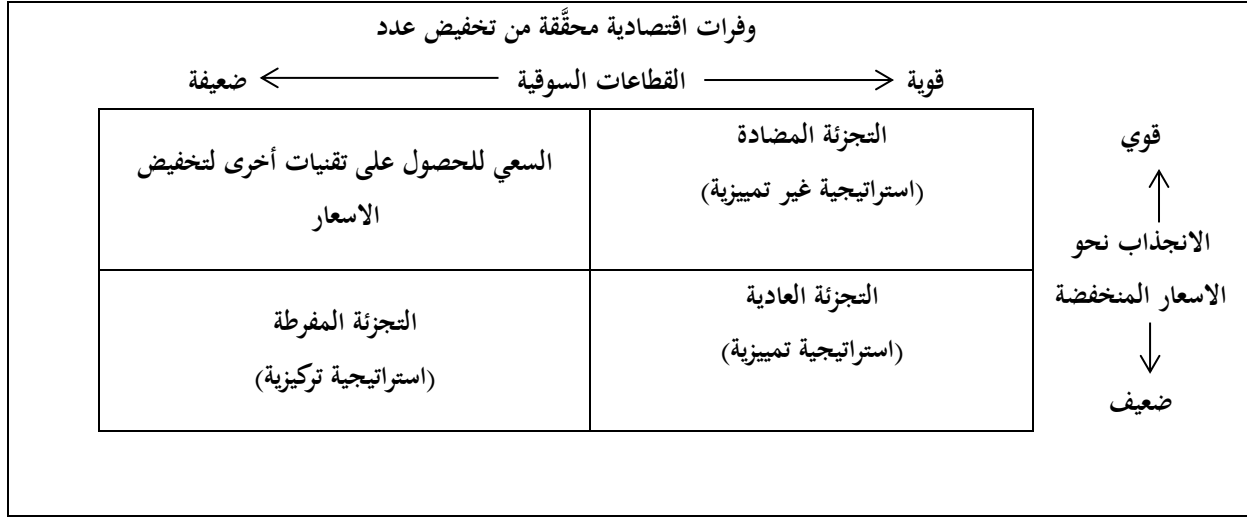 وفرات اقتصادية محقَّقة من تخفيض عدد
قوية القطاعات السوقية ضعيفة
قوي
الانجذاب نحو
الاسعار المنخفضة
ضعيف
التجزئة المضادة
(استراتيجية غير تمييزية)
السعي للحصول على تقنيات أخرى لتخفيض
الاسعار
التجزئة العادية
(استراتيجية تمييزية)
التجزئة المفرطة
(استراتيجية تركيزية)